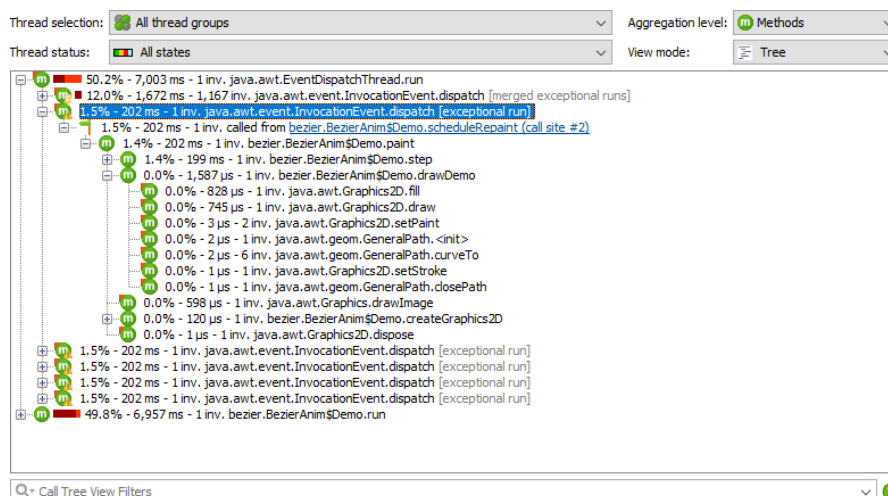 Thread selection: All thread groups Aggregation level: m Methods
Thread status: All states View mode: Tree
m 50.2% - 7,003 ms - 1 inv. java.awt.EventDispatchThread.run
m 12.0% - 1,672 ms - 1,167 inv. java.awt.event.InvocationEvent.dispatch [merged exceptional runs]
m 1.5% - 202 ms - 1 inv. java.awt.event.InvocationEvent.dispatch [exceptional run]
1.5% - 202 ms - 1 inv. called from bezier.BezierAnim$Demo.scheduleRepaint (call site #2)
m 1.4% - 202 ms - 1 inv. bezier.BezierAnim$Demo.paint
m 1.4% - 199 ms - 1 inv. bezier.BezierAnim$Demo.step
m 0.0% - 1,587 µs - 1 inv. bezier.BezierAnim$Demo.drawDemo
m 0.0% - 828 µs - 1 inv. java.awt.Graphics2D.fill
m 0.0% - 745 µs - 1 inv. java.awt.Graphics2D.draw
m 0.0% - 3 µs - 2 inv. java.awt.Graphics2D.setPaint
m 0.0% - 2 µs - 1 inv. java.awt.geom.GeneralPath.<init>
m 0.0% - 2 µs - 6 inv. java.awt.geom.GeneralPath.curveTo
m 0.0% - 1 µs - 1 inv. java.awt.Graphics2D.setStroke
m 0.0% - 1 µs - 1 inv. java.awt.geom.GeneralPath.closePath
m 0.0% - 598 µs - 1 inv. java.awt.Graphics.drawImage
m 0.0% - 120 µs - 1 inv. bezier.BezierAnim$Demo.createGraphics2D
m 0.0% - 1 µs - 1 inv. java.awt.Graphics2D.dispose
m 1.5% - 202 ms - 1 inv. java.awt.event.InvocationEvent.dispatch [exceptional run]
m 1.5% - 202 ms - 1 inv. java.awt.event.InvocationEvent.dispatch [exceptional run]
m 1.5% - 202 ms - 1 inv. java.awt.event.InvocationEvent.dispatch [exceptional run]
m 1.5% - 202 ms - 1 inv. java.awt.event.InvocationEvent.dispatch [exceptional run]
m 49.8% - 6,957 ms - 1 inv. bezier.BezierAnim$Demo.run
Call Tree View Filters